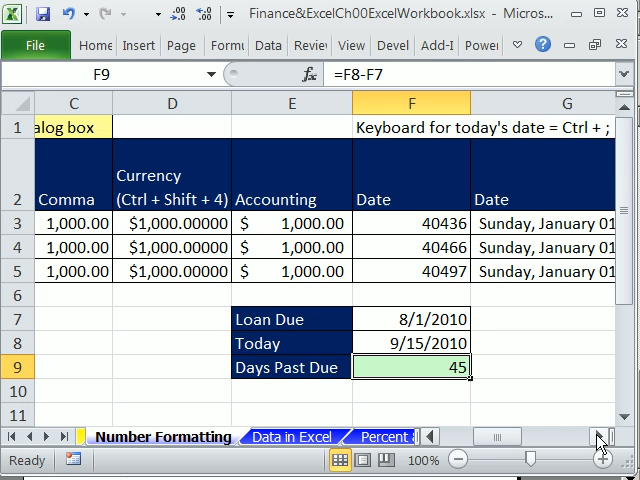 Finance&ExcelCh00ExcelWorkbook.xlsx - Micros...
File Home Insert Page Formu Data Review View Devel Add-I Power
F9 fx =F8-F7
C D E F G
1 alog box Keyboard for today's date = Ctrl + ;
Currency
2 Comma (Ctrl + Shift + 4) Accounting Date Date
3 1,000.00 $1,000.00000 $ 1,000.00 40436 Sunday, January 01
4 1,000.00 $1,000.00000 $ 1,000.00 40466 Sunday, January 01
5 1,000.00 $1,000.00000 $ 1,000.00 40497 Sunday, January 01
6
7 Loan Due 8/1/2010
8 Today 9/15/2010
9 Days Past Due 45
10
11
Number Formatting Data in Excel Percent
Ready 100%